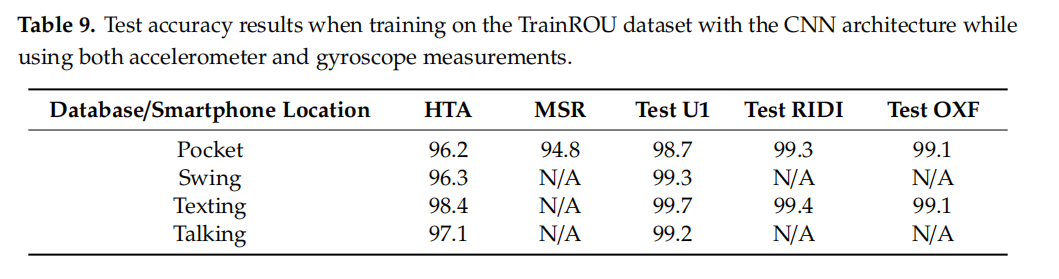 Table 9. Test accuracy results when training on the TrainROU dataset with the CNN architecture while
using both accelerometer and gyroscope measurements.
Database/Smartphone Location HTA MSR Test U1 Test RIDI Test OXF
Pocket 96.2 94.8 98.7 99.3 99.1
Swing 96.3 N/A 99.3 N/A N/A
Texting 98.4 N/A 99.7 99.4 99.1
Talking 97.1 N/A 99.2 N/A N/A